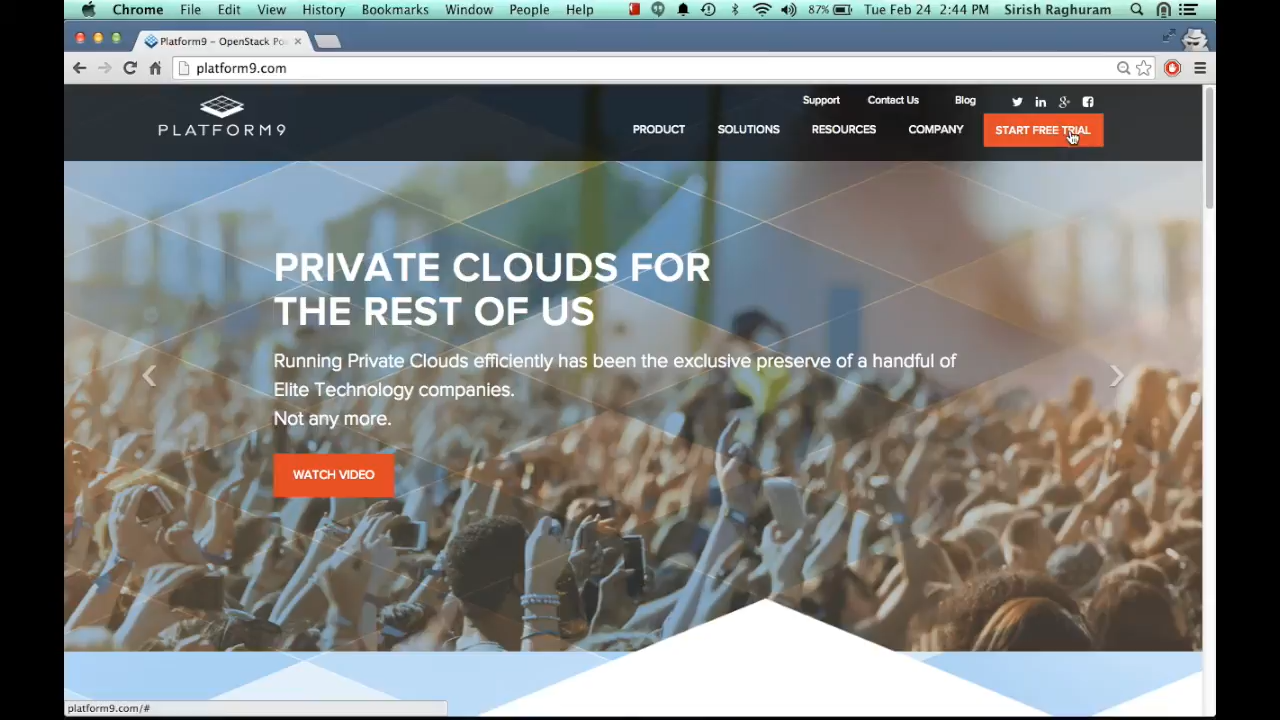 Chrome File Edit View History Bookmarks Window People Help 87% Tue Feb 24 2:44 PM Sirish Raghuram
Platform9 – OpenStack Po
platform9.com
Support Contact Us Blog
PLATFORM9
PRODUCT SOLUTIONS RESOURCES COMPANY START FREE TRIAL
PRIVATE CLOUDS FOR
THE REST OF US
Running Private Clouds efficiently has been the exclusive preserve of a handful of
Elite Technology companies.
Not any more.
WATCH VIDEO
platform9.com/#